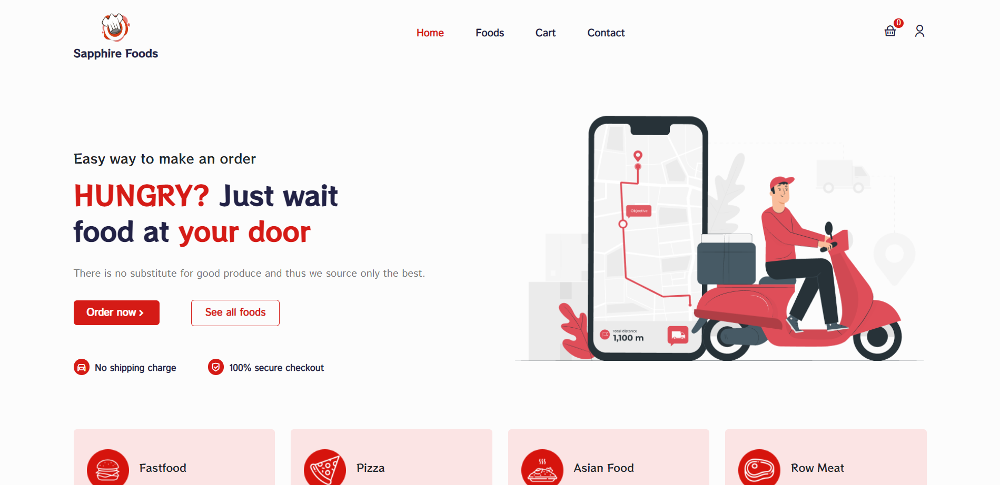 Sapphire Foods
Home
Foods
Cart
Contact
0
Easy way to make an order
HUNGRY? Just wait
food at your door
There is no substitute for good produce and thus we source only the best.
Order now
See all foods
No shipping charge
100% secure checkout
Objective
Total distance
1,100 m
Fastfood
Pizza
Asian Food
Row Meat